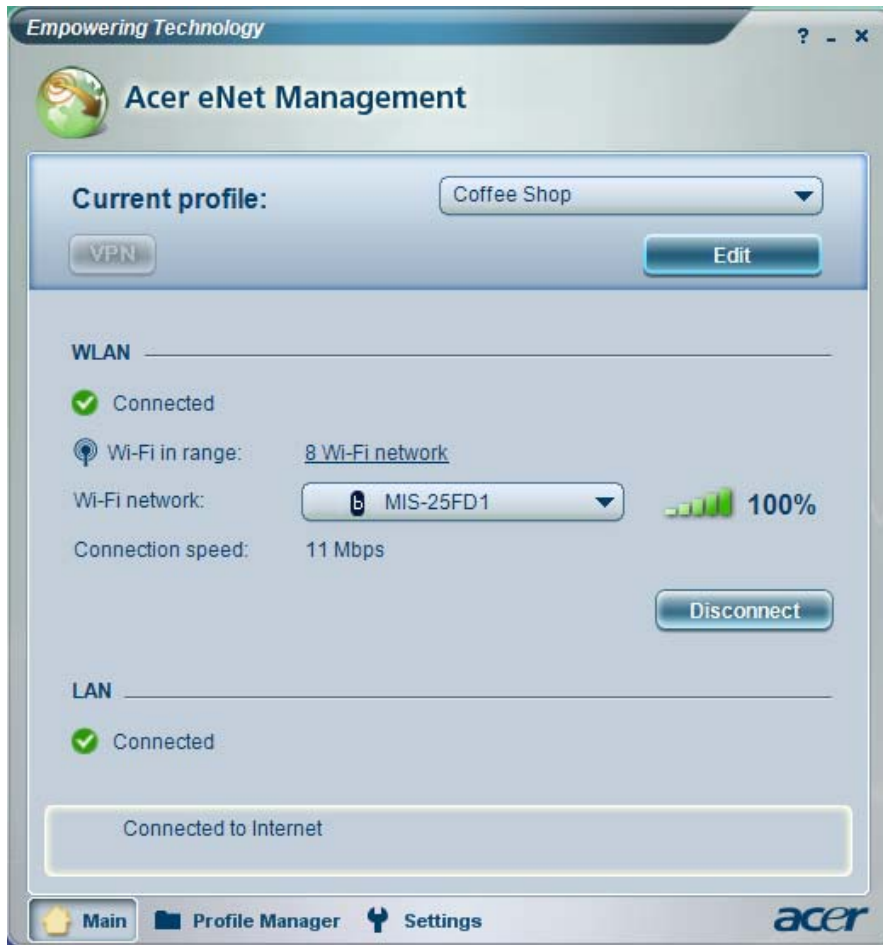 Empowering Technology
? - ×
Acer eNet Management
Current profile:
Coffee Shop
VPN
Edit
WLAN
Connected
Wi-Fi in range: 8 Wi-Fi network
Wi-Fi network: b MIS-25FD1 100%
Connection speed: 11 Mbps
Disconnect
LAN
Connected
Connected to Internet
Main Profile Manager Settings acer